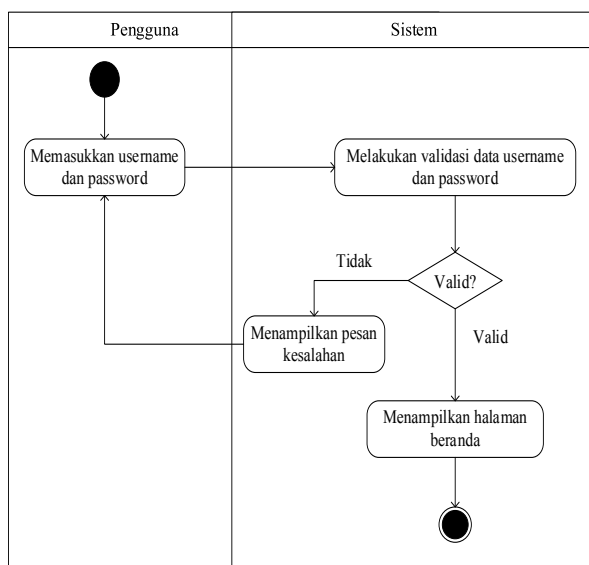 Pengguna
Sistem
Memasukkan username
dan password
Melakukan validasi data username
dan password
Valid?
Tidak
Menampilkan pesan
kesalahan
Valid
Menampilkan halaman
beranda